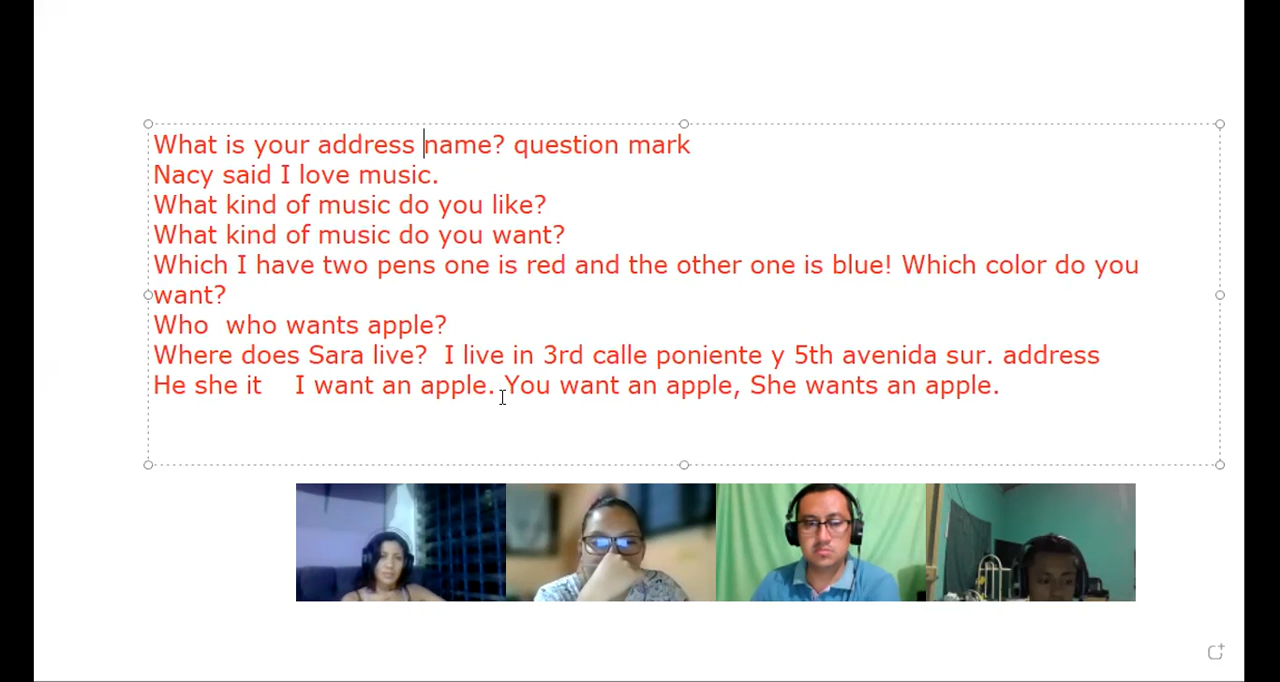 What is your address name? question mark
Nacy said I love music.
What kind of music do you like?
What kind of music do you want?
Which I have two pens one is red and the other one is blue! Which color do you
want?
Who  who wants apple?
Where does Sara live?  I live in 3rd calle poniente y 5th avenida sur. address
He she it    I want an apple. You want an apple, She wants an apple.